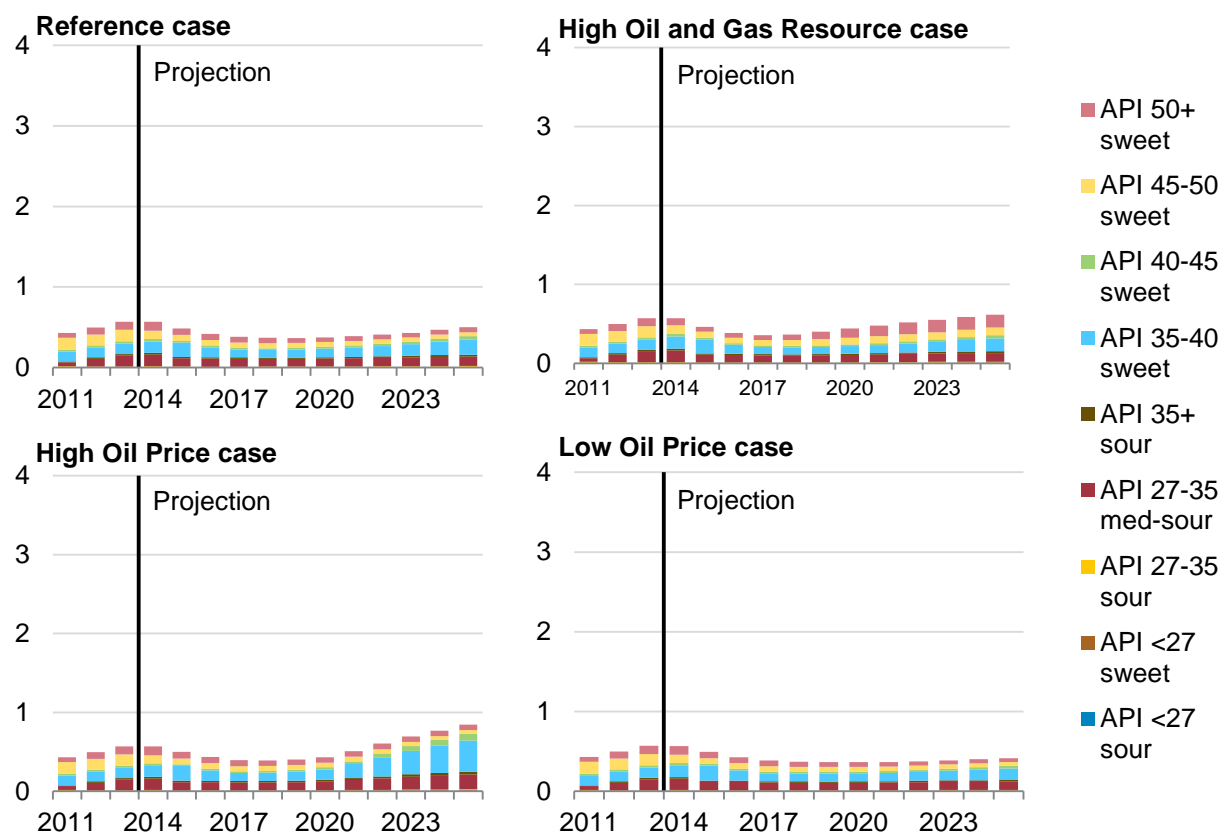 Reference case
4
3
2
1
0
Projection
2011 2014 2017 2020 2023
High Oil and Gas Resource case
4
3
2
1
0
Projection
2011 2014 2017 2020 2023
High Oil Price case
4
3
2
1
0
Projection
2011 2014 2017 2020 2023
Low Oil Price case
4
3
2
1
0
Projection
2011 2014 2017 2020 2023
API 50+
sweet
API 45-50
sweet
API 40-45
sweet
API 35-40
sweet
API 35+
sour
API 27-35
med-sour
API 27-35
sour
API <27
sweet
API <27
sour